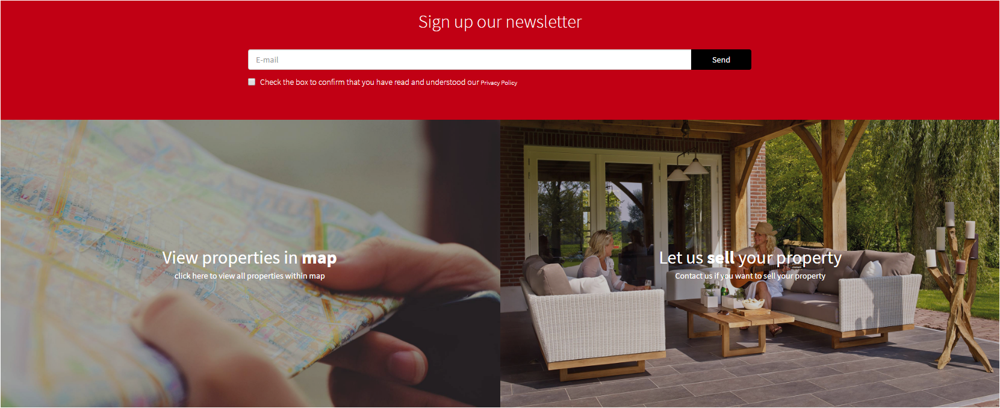 Sign up our newsletter
E-mail
Send
Check the box to confirm that you have read and understood our Privacy Policy
View properties in map
click here to view all properties within map
Let us sell your property
Contact us if you want to sell your property